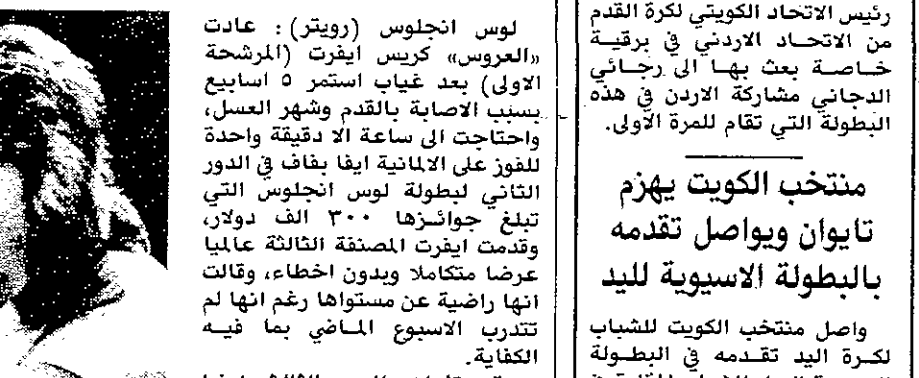 رئيس الاتحاد الكويتي لكرة القدم
من الاتحاد الاردني في برقية
خاصة بعث بها الى رجائي
الدجاني مشاركة الاردن في هذه
البطولة التي تقام للمرة الأولى.
منتخب الكويت يهزم
تايوان ويواصل تقدمه
بالبطولة الاسيوية لليد
واصل منتخب الكويت للشباب
لكرة اليد تقدمه في البطولة
لوس انجلوس (رويتر) : عادت
«العروس» كريس ايفرت (المرشحة
الاولى) بعد غياب استمر ٥ اسابيع
بسبب الاصابة بالقدم وشهر العسل،
واحتاجت الى ساعة الا دقيقة واحدة
للفوز على الالمانية ايفا بفاف في الدور
الثاني لبطولة لوس انجلوس التي
تبلغ جوائزها ٣٠٠ الف دولار،
وقدمت ايفرت المصنفة الثالثة عالميا
عرضا متكاملا وبدون اخطاء، وقالت
انها راضية عن مستواها رغم انها لم
تتدرب الاسبوع الماضي بما فيه
الكفاية.